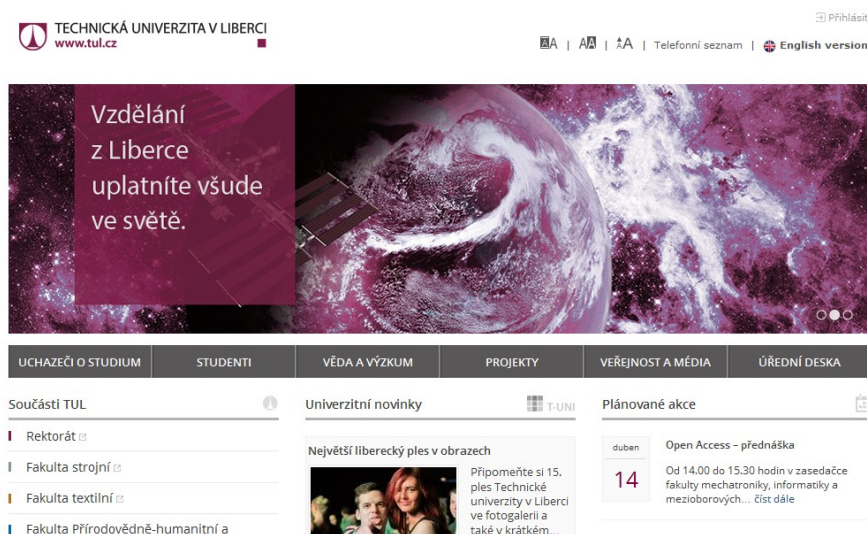 TECHNICKÁ UNIVERZITA V LIBERCI
www.tul.cz
Přihlásit
AA | AA | AA | Telefonní seznam | English version
Vzdělání
z Liberce
uplatníte všude
ve světě.
UCHAZEČI O STUDIUM STUDENTI VĚDA A VÝZKUM PROJEKTY VEŘEJNOST A MÉDIA ÚŘEDNÍ DESKA
Součásti TUL
Rektorát
Fakulta strojní
Fakulta textilní
Fakulta Přírodovědně-humanitní a
Univerzitní novinky T-UNI
Největší liberecký ples v obrazech
Připomeňte si 15.
ples Technické
univerzity v Liberci
ve fotogalerii a
také v krátkém...
Plánované akce
duben
14
Open Access – přednáška
Od 14.00 do 15.30 hodin v zasedačce
fakulty mechatroniky, informatiky a
mezioborových... číst dále